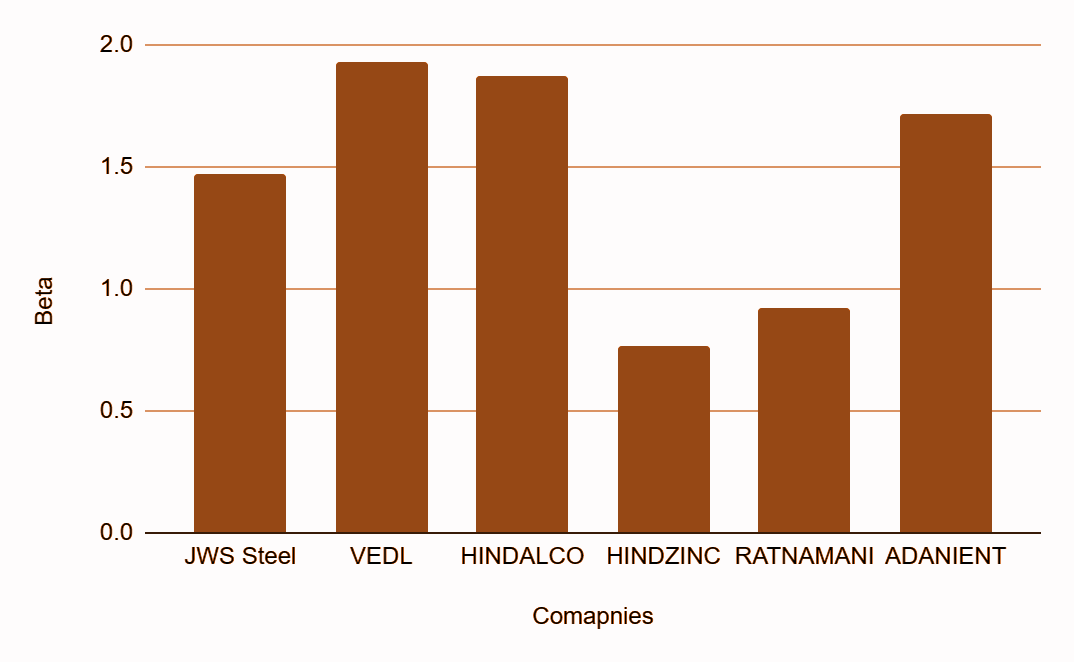 2.0
1.5
1.0
0.5
0.0
Beta
JWS Steel VEDL HINDALCO HINDZINC RATNAMANI ADANIENT
Comapnies